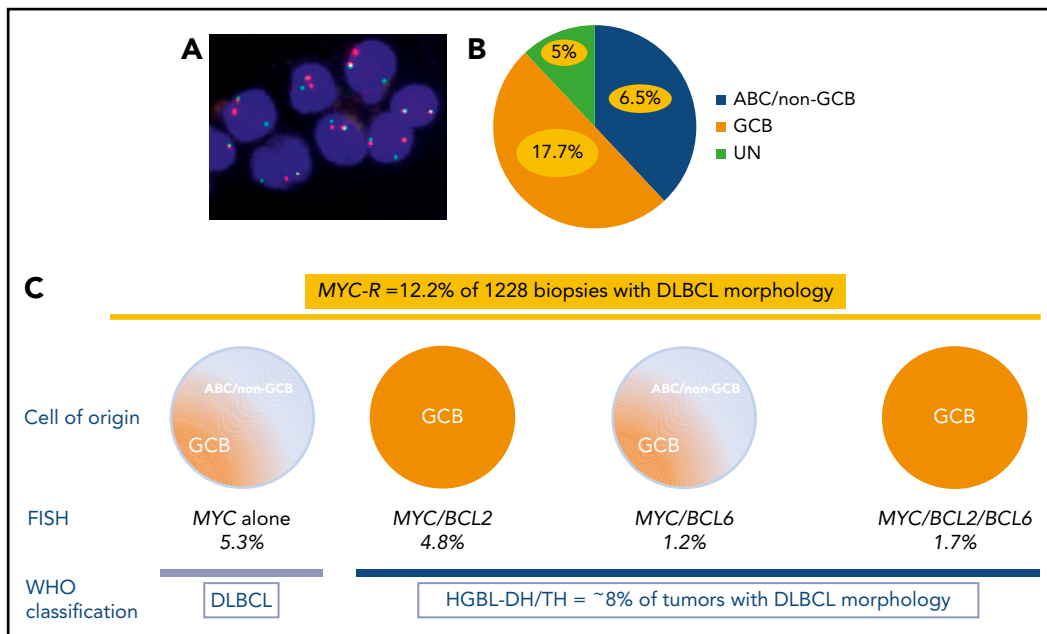 A
B
5%
6.5%
17.7%
ABC/non-GCB
GCB
UN
C
MYC-R =12.2% of 1228 biopsies with DLBCL morphology
Cell of origin
ABC/non-GCB
GCB
GCB
ABC/non-GCB
GCB
GCB
FISH
MYC alone
5.3%
MYC/BCL2
4.8%
MYC/BCL6
1.2%
MYC/BCL2/BCL6
1.7%
WHO
classification
DLBCL
HGBL-DH/TH = ~8% of tumors with DLBCL morphology